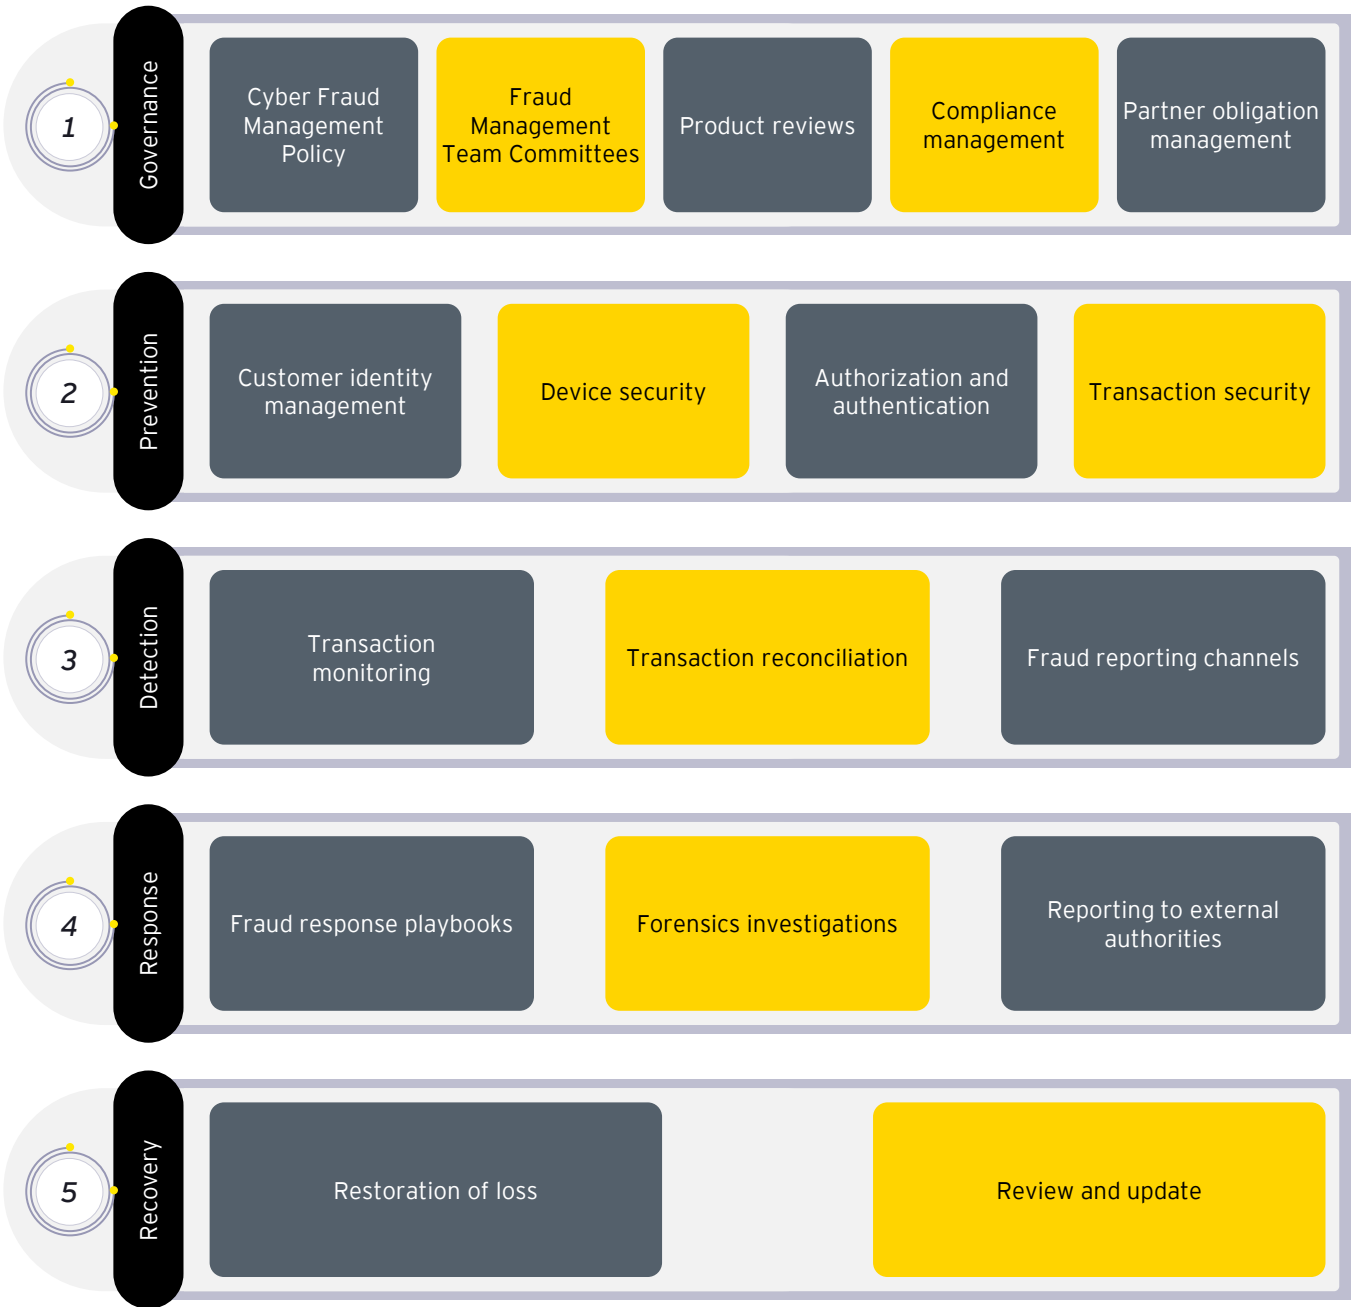 1
Governance
Cyber Fraud
Management
Policy
Fraud
Management
Team Committees
Product reviews
Compliance
management
Partner obligation
management
2
Prevention
Customer identity
management
Device security
Authorization and
authentication
Transaction security
3
Detection
Transaction
monitoring
Transaction reconciliation
Fraud reporting channels
4
Response
Fraud response playbooks
Forensics investigations
Reporting to external
authorities
5
Recovery
Restoration of loss
Review and update